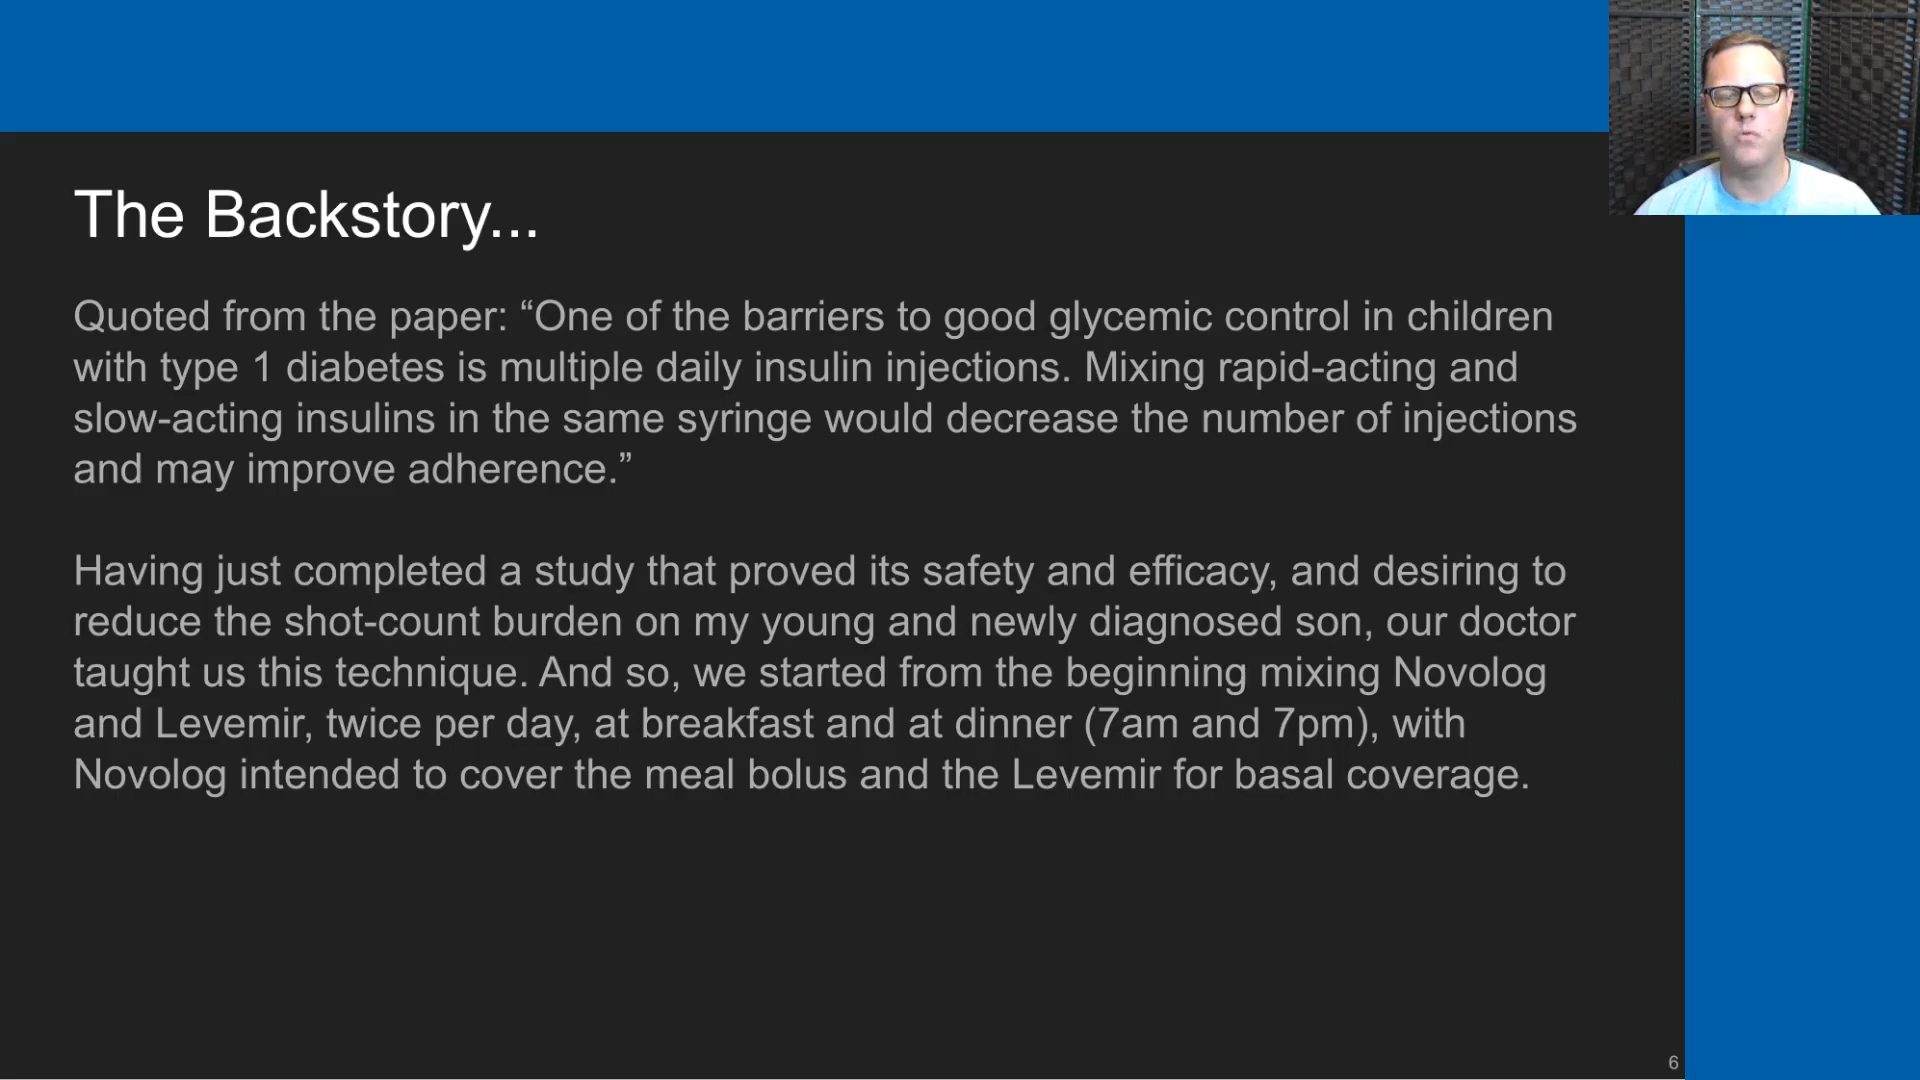 The Backstory...
Quoted from the paper: “One of the barriers to good glycemic control in children
with type 1 diabetes is multiple daily insulin injections. Mixing rapid-acting and
slow-acting insulins in the same syringe would decrease the number of injections
and may improve adherence.”
Having just completed a study that proved its safety and efficacy, and desiring to
reduce the shot-count burden on my young and newly diagnosed son, our doctor
taught us this technique. And so, we started from the beginning mixing Novolog
and Levemir, twice per day, at breakfast and at dinner (7am and 7pm), with
Novolog intended to cover the meal bolus and the Levemir for basal coverage.
6